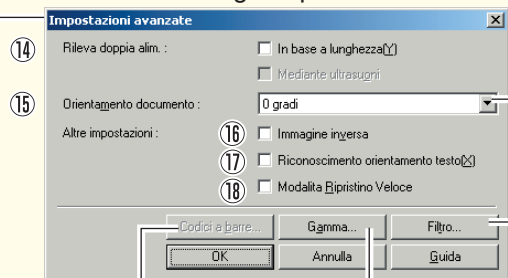 Impostazioni avanzate
⑭ Rileva doppia alim. : In base a lunghezza(Y)
Mediante ultrasuoni
⑮ Orientamento documento : 0 gradi
Altre impostazioni : ⑯ Immagine inversa
⑰ Riconoscimento orientamento testo(X)
⑱ Modalita Ripristino Veloce
Codici a barre... Gamma... Filtro...
OK Annulla Guida